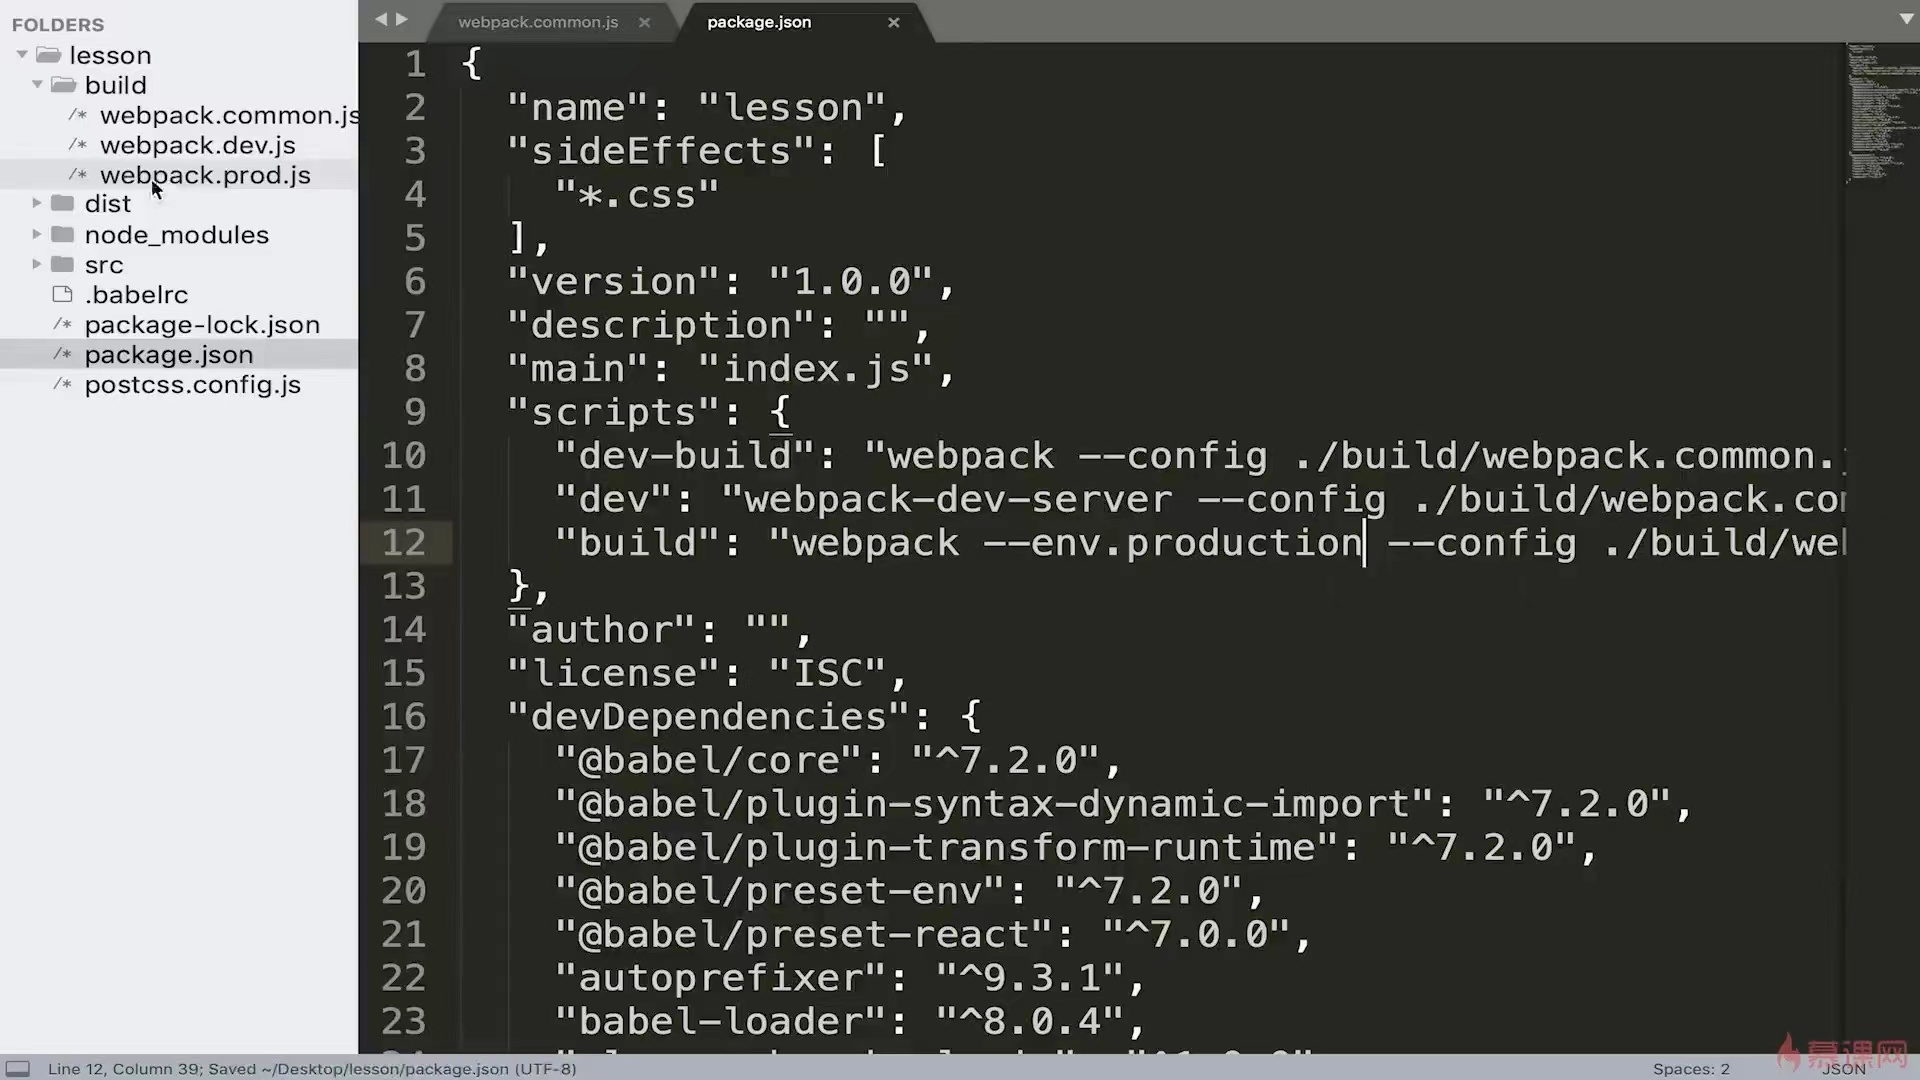 FOLDERS
lesson
build
/* webpack.common.js
/* webpack.dev.js
/* webpack.prod.js
dist
node_modules
src
.babelrc
/* package-lock.json
/* package.json
/* postcss.config.js
webpack.common.js ×
package.json ×
1 {
2 "name": "lesson",
3 "sideEffects": [
4 "*.css"
5 ],
6 "version": "1.0.0",
7 "description": "",
8 "main": "index.js",
9 "scripts": {
10 "dev-build": "webpack --config ./build/webpack.common.
11 "dev": "webpack-dev-server --config ./build/webpack.co
12 "build": "webpack --env.production --config ./build/we
13 },
14 "author": "",
15 "license": "ISC",
16 "devDependencies": {
17 "@babel/core": "^7.2.0",
18 "@babel/plugin-syntax-dynamic-import": "^7.2.0",
19 "@babel/plugin-transform-runtime": "^7.2.0",
20 "@babel/preset-env": "^7.2.0",
21 "@babel/preset-react": "^7.0.0",
22 "autoprefixer": "^9.3.1",
23 "babel-loader": "^8.0.4",
Line 12, Column 39; Saved ~/Desktop/lesson/package.json (UTF-8)
Spaces: 2
JSON
慕课网